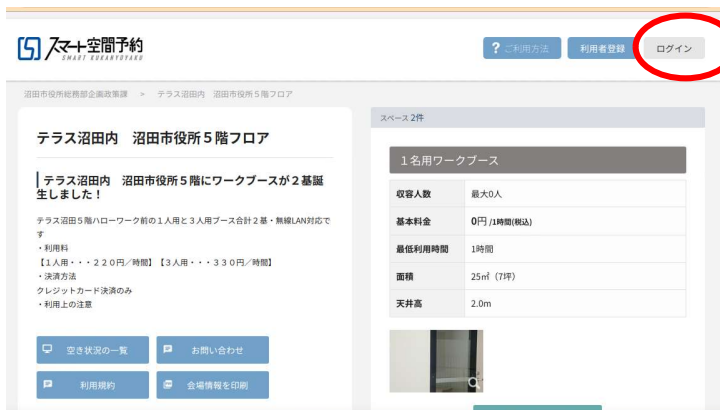 スマート空間予約
SMART KUKANYOYAKU
? ご利用方法
利用者登録
ログイン
沼田市役所総務部企画政策課 > テラス沼田内 沼田市役所5階フロア
テラス沼田内 沼田市役所５階フロア
テラス沼田内 沼田市役所５階にワークブースが２基誕
生しました！
テラス沼田５階ハローワーク前の１人用と３人用ブース合計２基・無線LAN対応で
す
・利用料
【１人用・・・２２０円／時間】【３人用・・・３３０円／時間】
・決済方法
クレジットカード決済のみ
・利用上の注意
空き状況の一覧
お問い合わせ
利用規約
会場情報を印刷
スペース 2件
１名用ワークブース
収容人数 最大0人
基本料金 0円 /1時間(税込)
最低利用時間 1時間
面積 25㎡（7坪）
天井高 2.0m